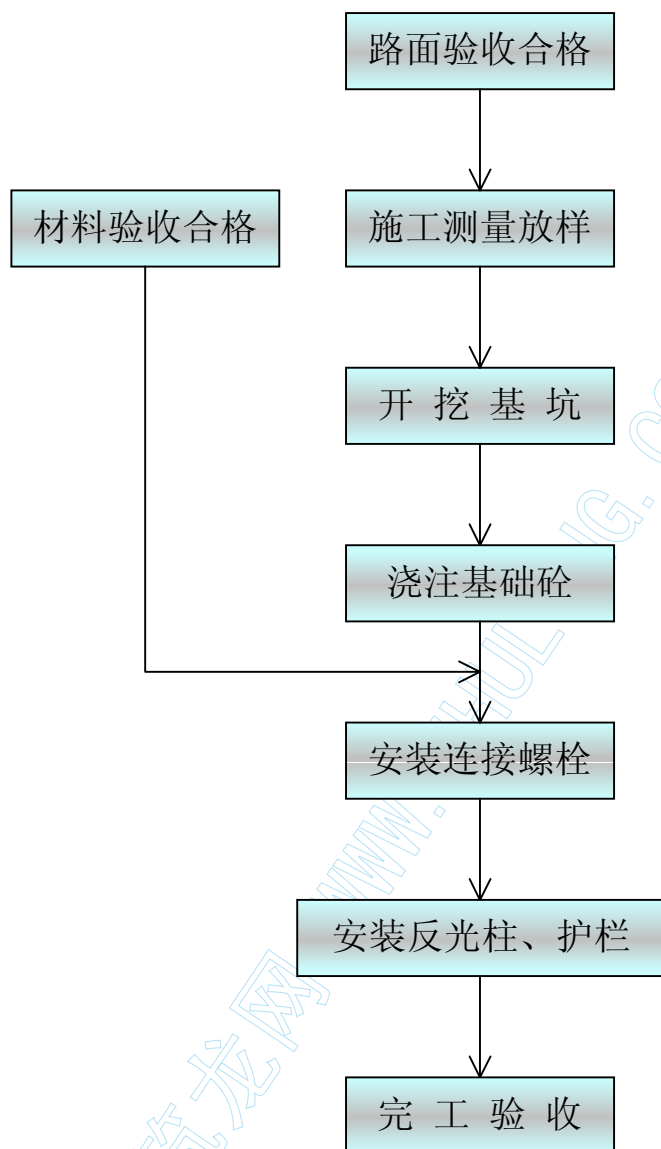 路面验收合格
材料验收合格
施工测量放样
开 挖 基 坑
浇注基础砼
安装连接螺栓
安装反光柱、护栏
完 工 验 收